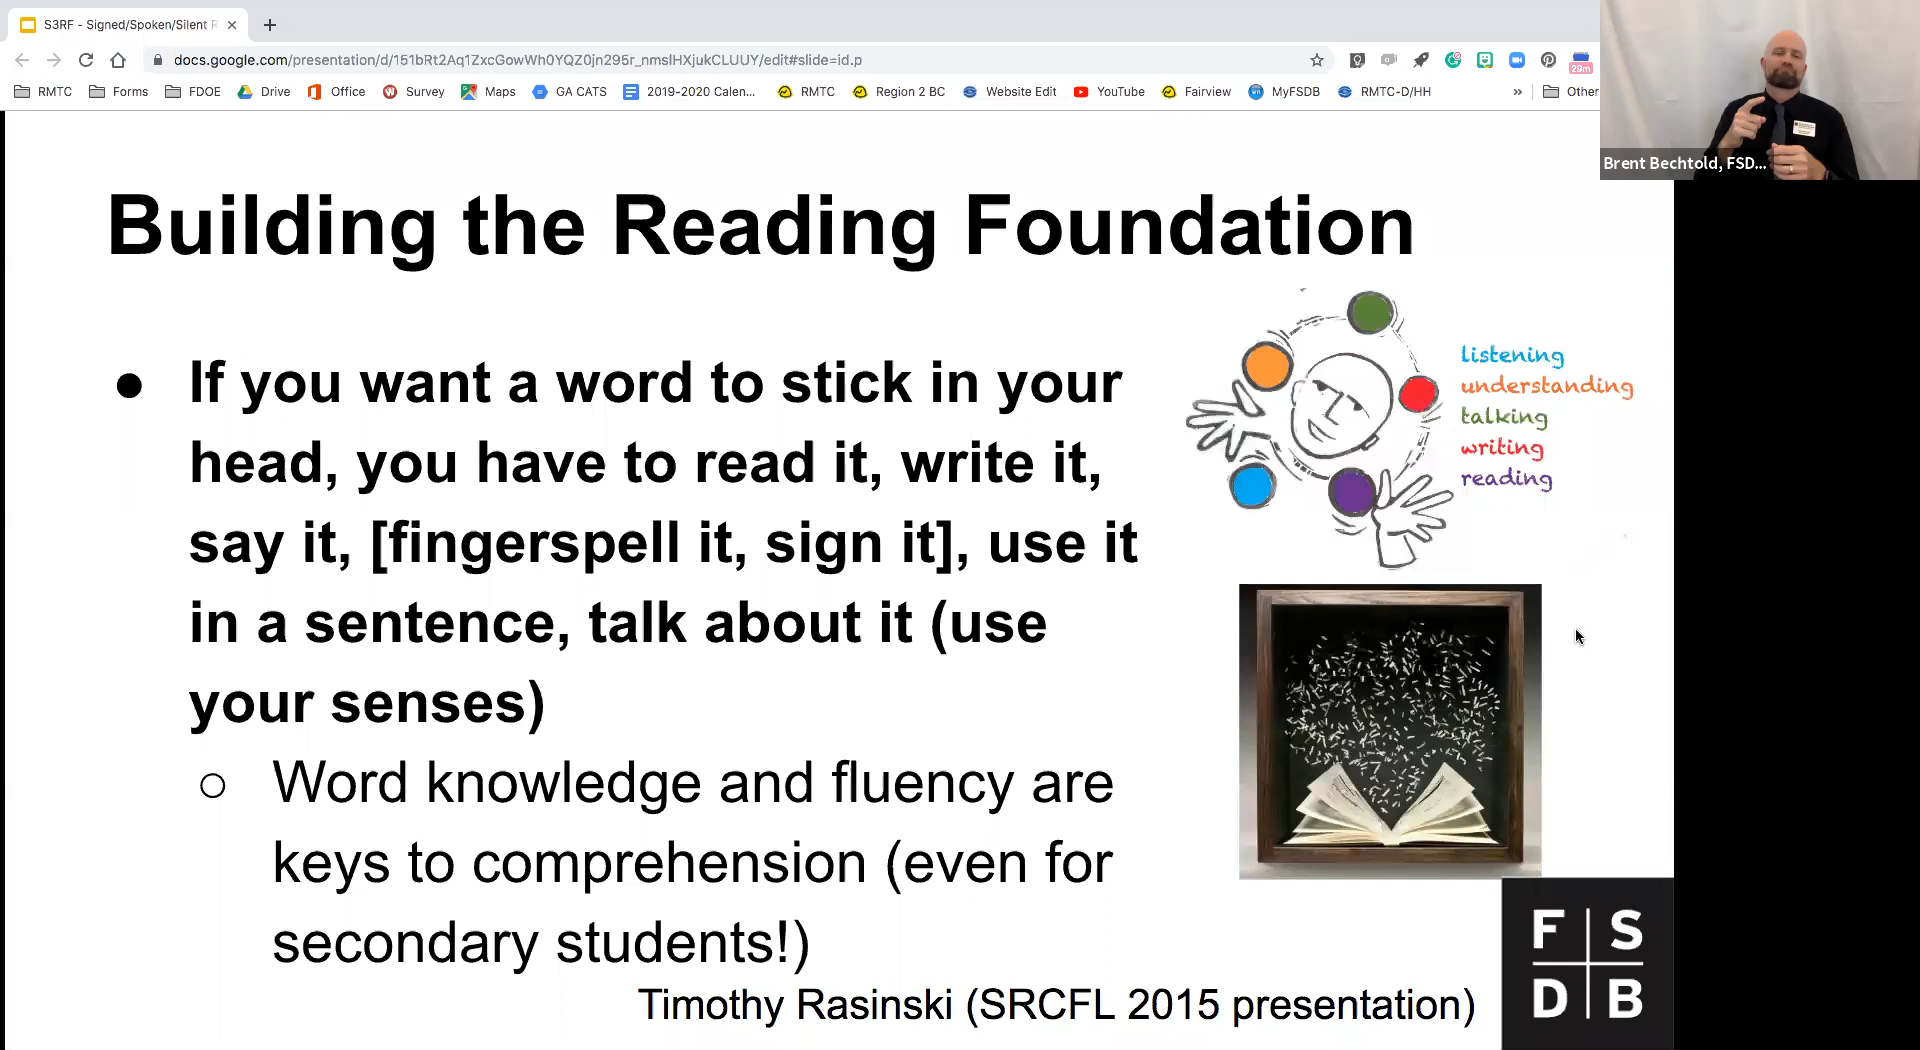 S3RF - Signed/Spoken/Silent R
docs.google.com/presentation/d/151bRt2Aq1ZxcGowWh0YQZ0jn295r_nmslHXjukCLUUY/edit#slide=id.p
29m
RMTC Forms FDOE Drive Office Survey Maps GA CATS 2019-2020 Calen... RMTC Region 2 BC Website Edit YouTube Fairview MyFSDB RMTC-D/HH » Other
Brent Bechtold, FSD...
Building the Reading Foundation
● If you want a word to stick in your
head, you have to read it, write it,
say it, [fingerspell it, sign it], use it
in a sentence, talk about it (use
your senses)
○ Word knowledge and fluency are
keys to comprehension (even for
secondary students!)
listening
understanding
talking
writing
reading
Timothy Rasinski (SRCFL 2015 presentation)
F S
D B